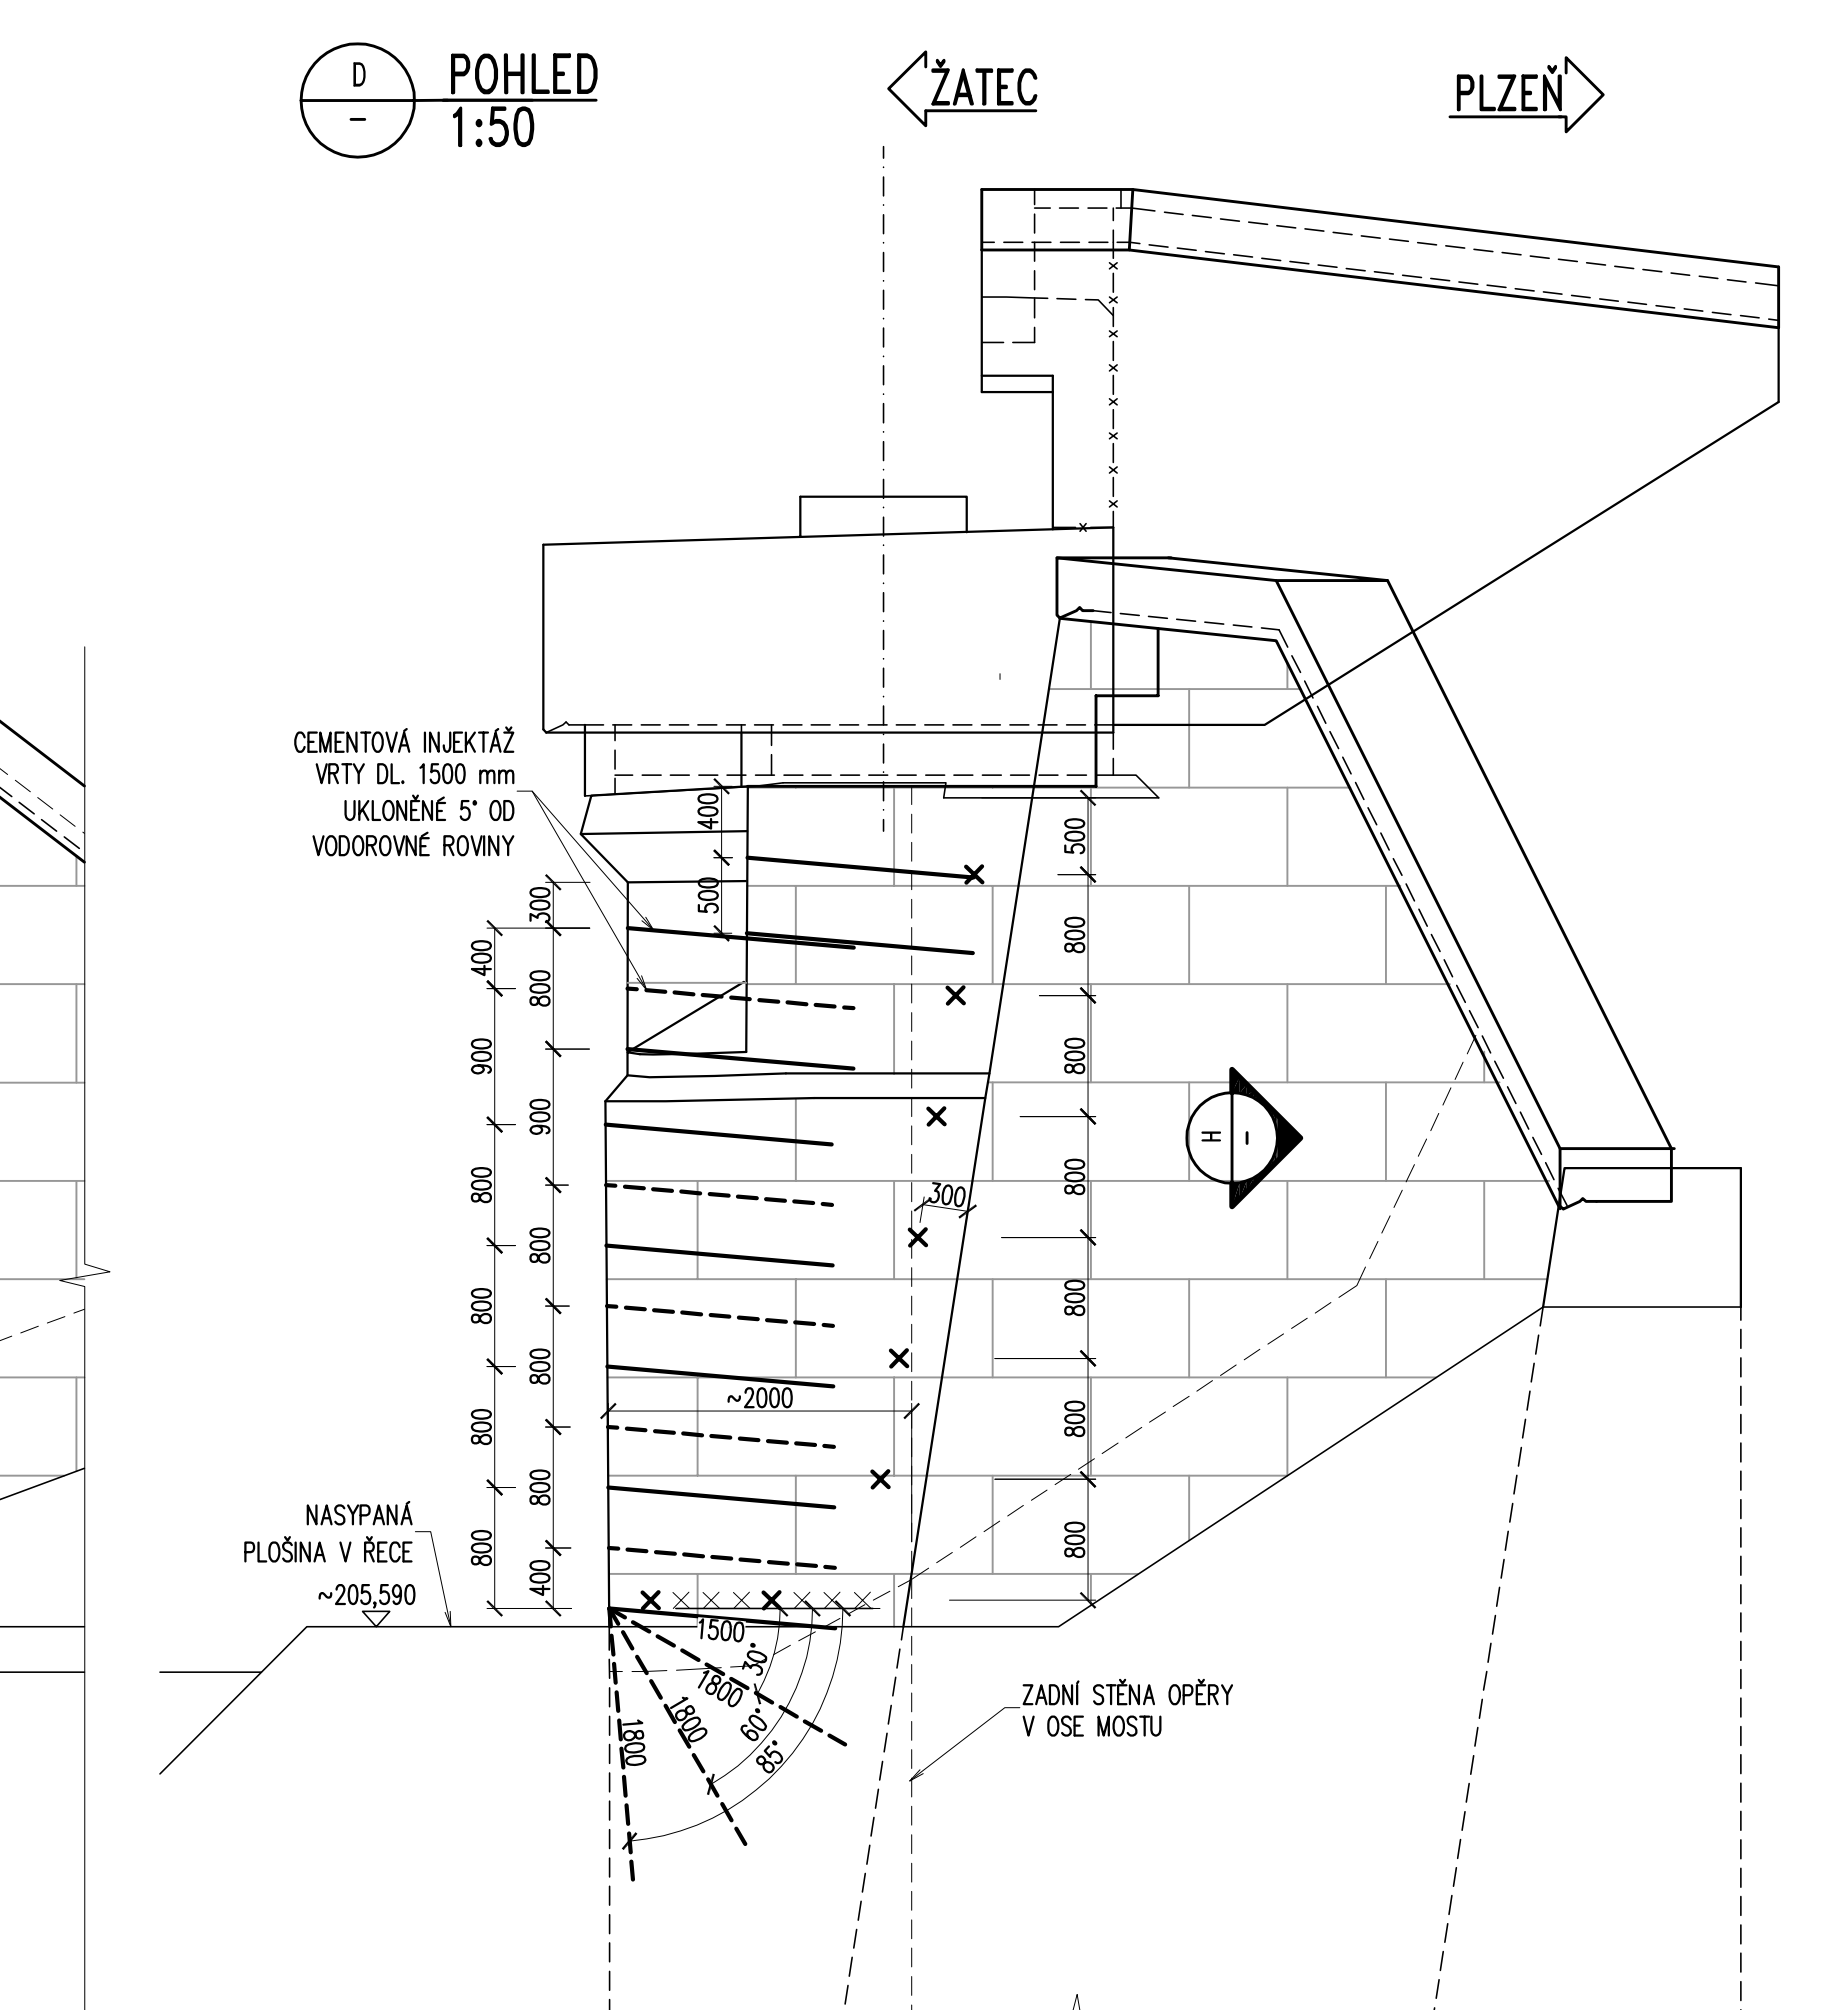 D
–
POHLED
1:50
ŽATEC
PLZEŇ
CEMENTOVÁ INJEKTÁŽ
VRTY DL. 1500 mm
UKLONĚNÉ 5° OD
VODOROVNÉ ROVINY
400
500
300
800
900
800
800
800
800
400
400
900
800
800
800
800
500
800
800
800
800
800
800
300
H
–
~2000
NASYPANÁ
PLOŠINA V ŘECE
~205,590
1500
1800
1800
1800
30°
60°
85°
ZADNÍ STĚNA OPĚRY
V OSE MOSTU